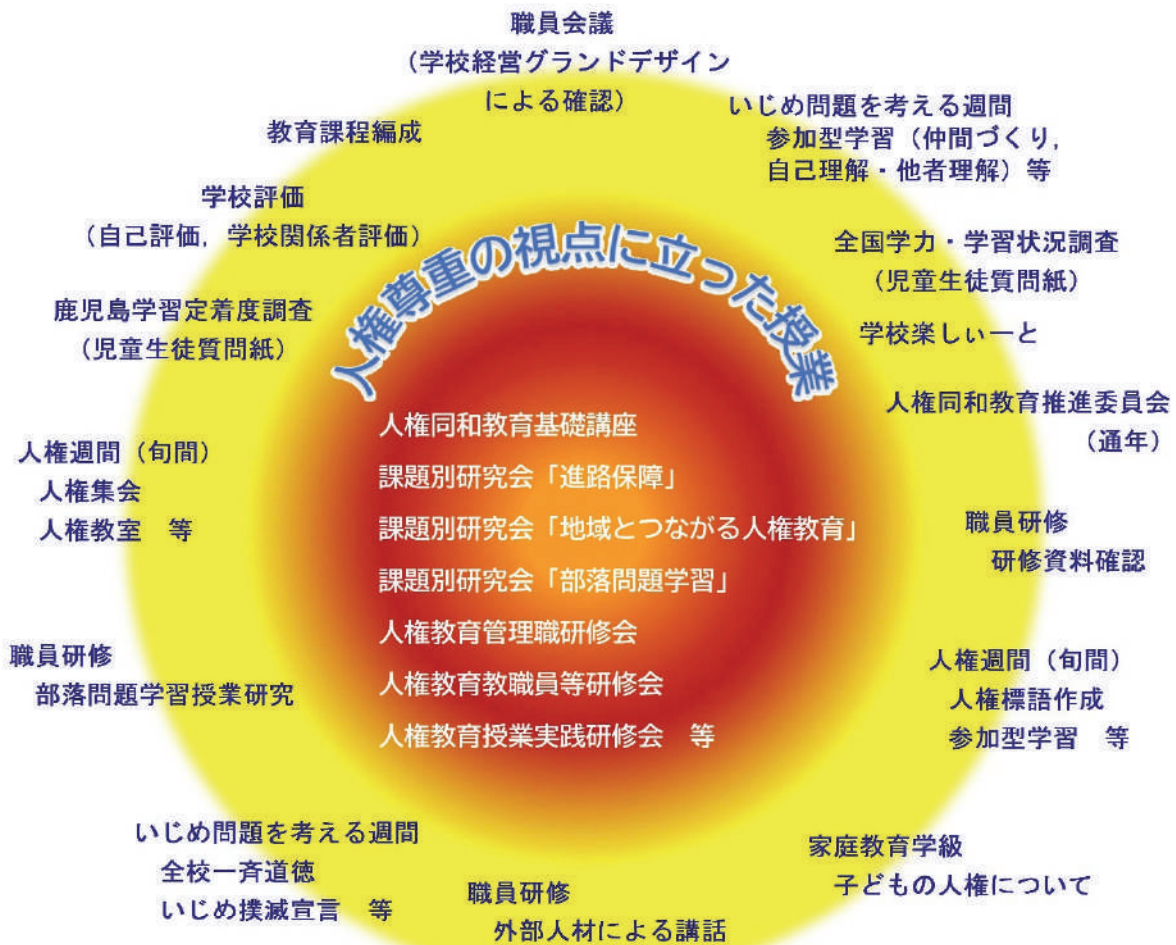 職員会議
（学校経営グランドデザイン
による確認）
いじめ問題を考える週間
参加型学習（仲間づくり，
自己理解・他者理解）等
全国学力・学習状況調査
（児童生徒質問紙）
学校楽しぃーと
人権同和教育推進委員会
（通年）
職員研修
研修資料確認
人権週間（旬間）
人権標語作成
参加型学習　等
家庭教育学級
子どもの人権について
職員研修
外部人材による講話
いじめ問題を考える週間
全校一斉道徳
いじめ撲滅宣言　等
職員研修
部落問題学習授業研究
人権週間（旬間）
人権集会
人権教室　等
鹿児島学習定着度調査
（児童生徒質問紙）
学校評価
（自己評価，学校関係者評価）
教育課程編成
人権尊重の視点に立った授業
人権同和教育基礎講座
課題別研究会「進路保障」
課題別研究会「地域とつながる人権教育」
課題別研究会「部落問題学習」
人権教育管理職研修会
人権教育教職員等研修会
人権教育授業実践研修会　等